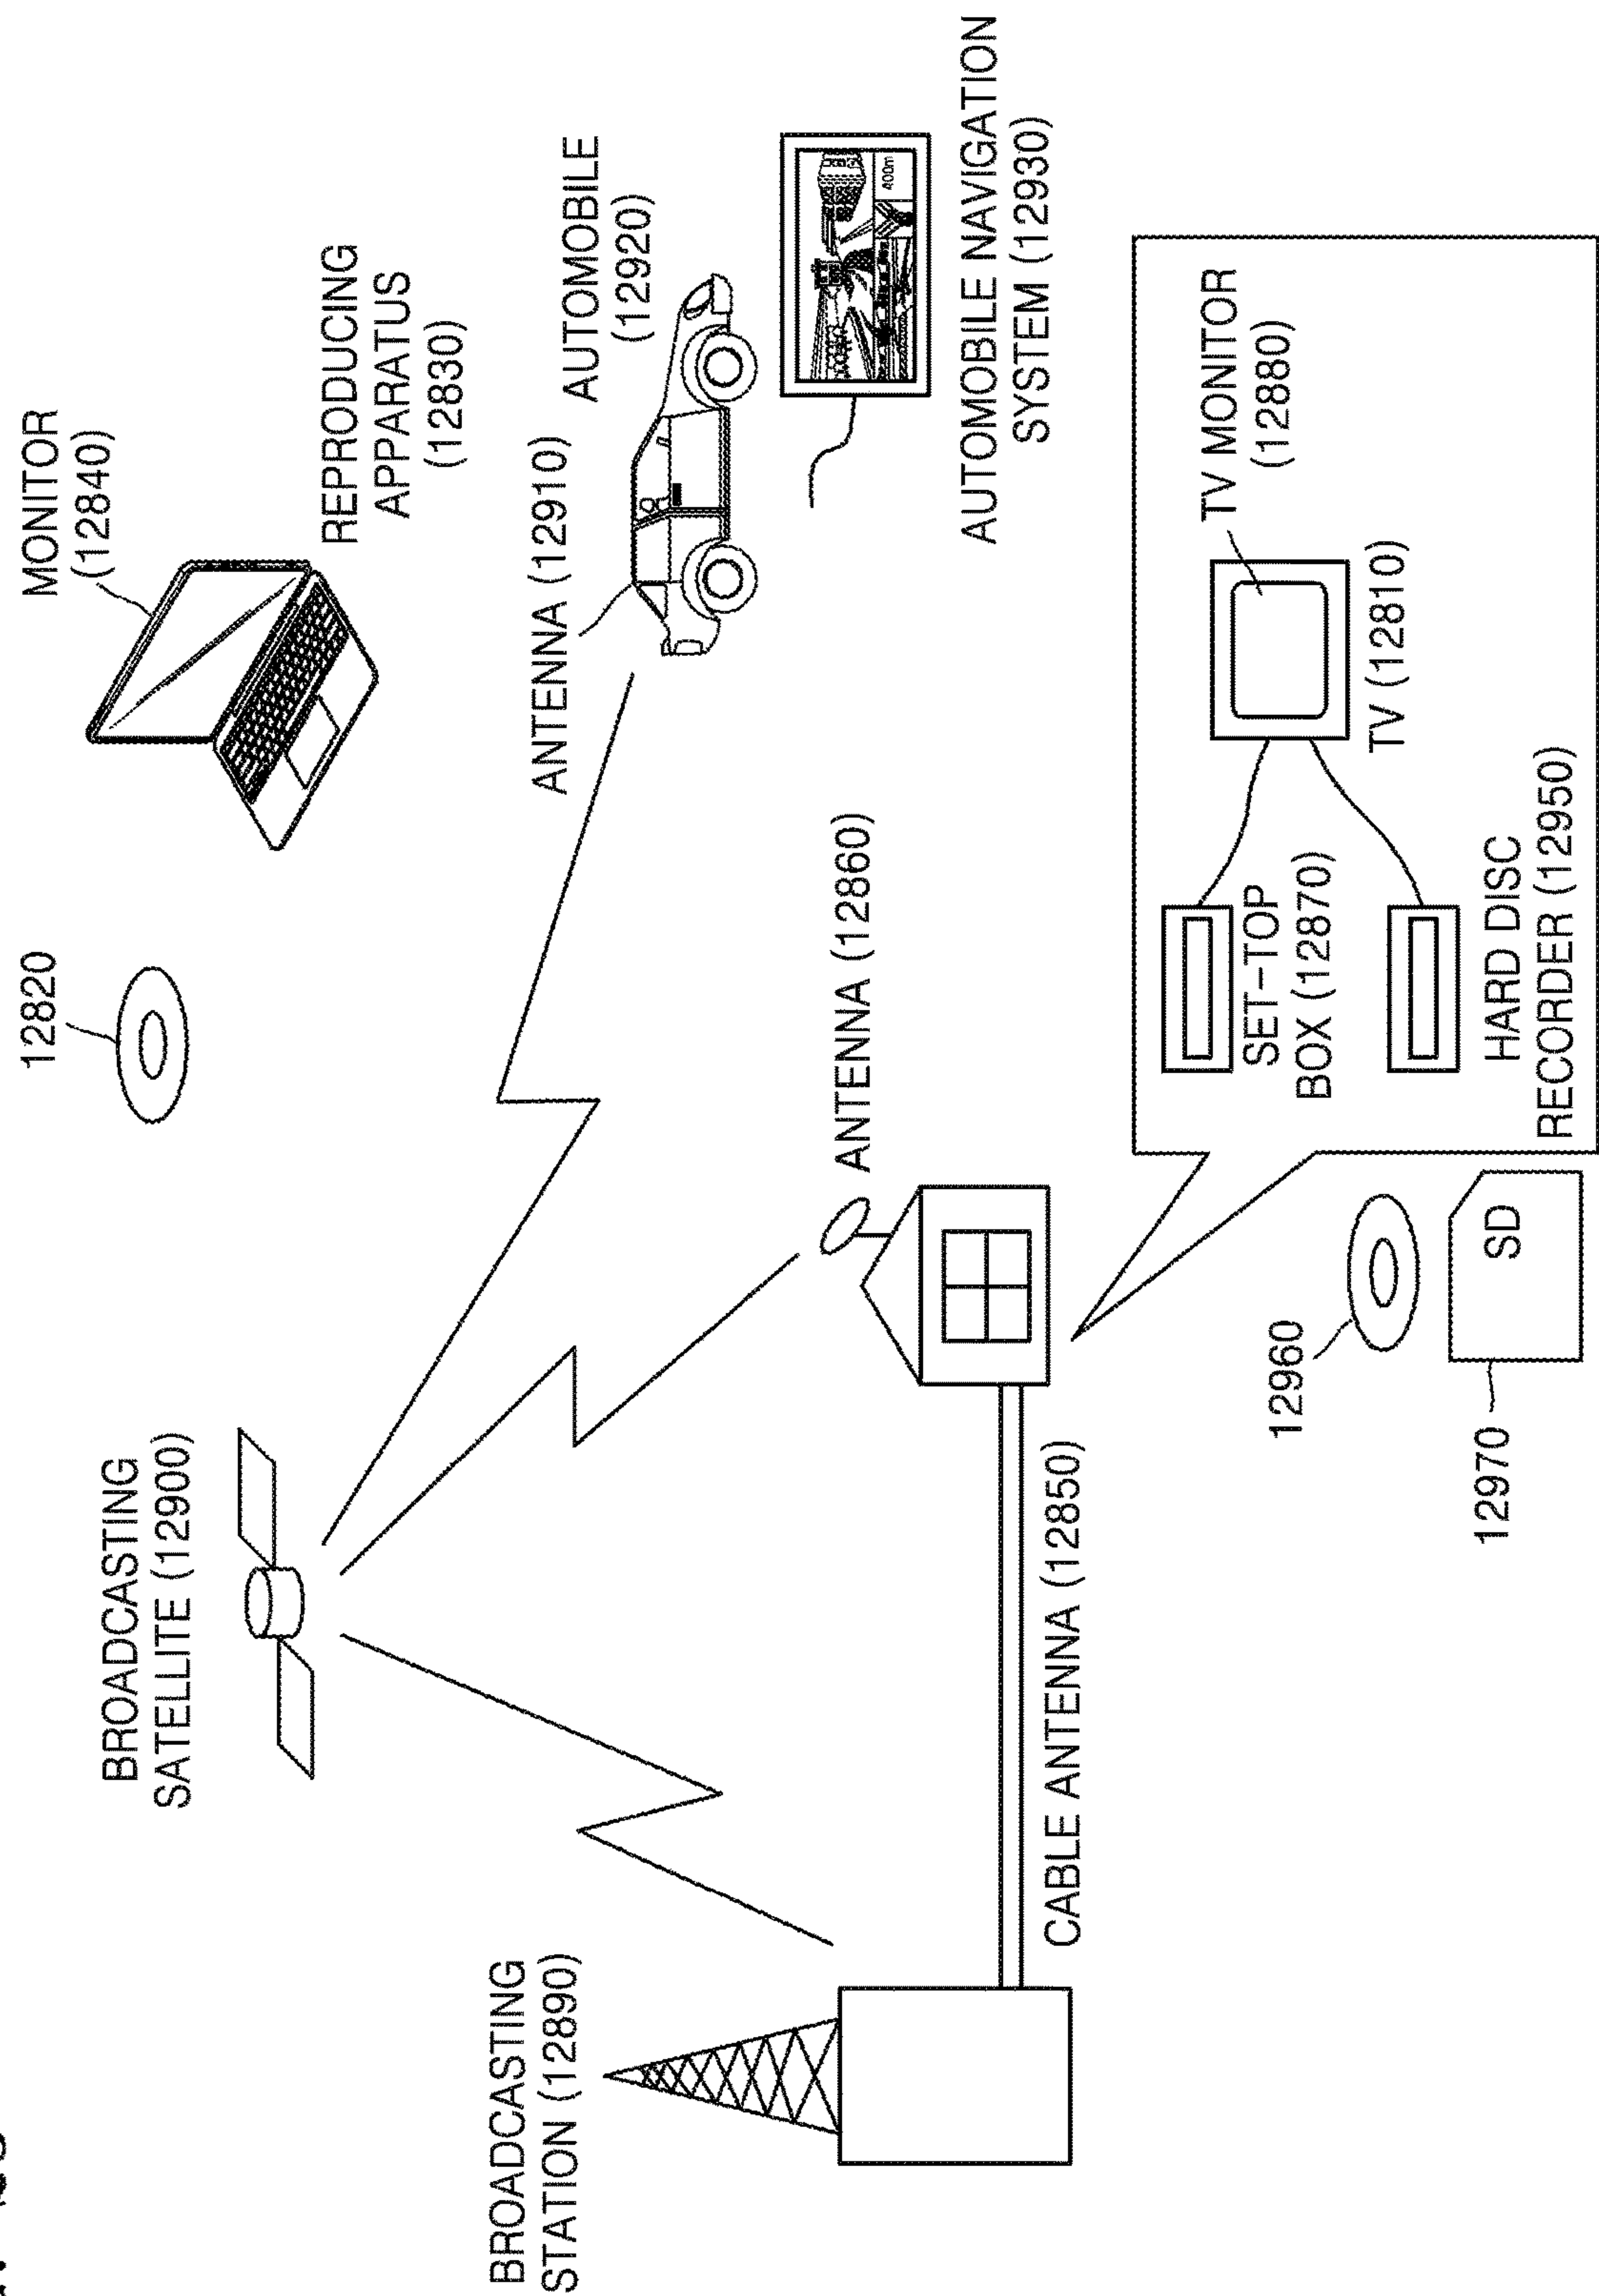 BROADCASTING
SATELLITE (12900)
12820
MONITOR
(12840)
REPRODUCING
APPARATUS
(12830)
BROADCASTING
STATION (12890)
ANTENNA (12910)
AUTOMOBILE
(12920)
400m
AUTOMOBILE NAVIGATION
SYSTEM (12930)
ANTENNA (12860)
CABLE ANTENNA (12850)
12960
12970
SD
SET-TOP
BOX (12870)
HARD DISC
RECORDER (12950)
TV MONITOR
(12880)
TV (12810)